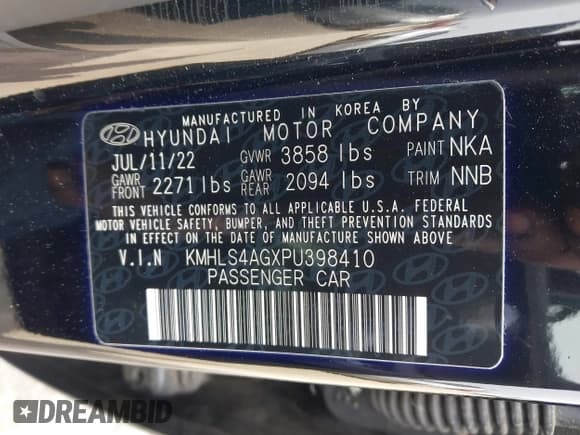 MANUFACTURED IN KOREA BY
HYUNDAI MOTOR COMPANY
JUL/11/22 GVWR 3858 lbs PAINT NKA
GAWR FRONT 2271 lbs GAWR REAR 2094 lbs TRIM NNB
THIS VEHICLE CONFORMS TO ALL APPLICABLE U.S.A. FEDERAL
MOTOR VEHICLE SAFETY, BUMPER, AND THEFT PREVENTION STANDARDS
IN EFFECT ON THE DATE OF MANUFACTURE SHOWN ABOVE.
V.I.N KMHLS4AGXPU398410
PASSENGER CAR
DREAMBID